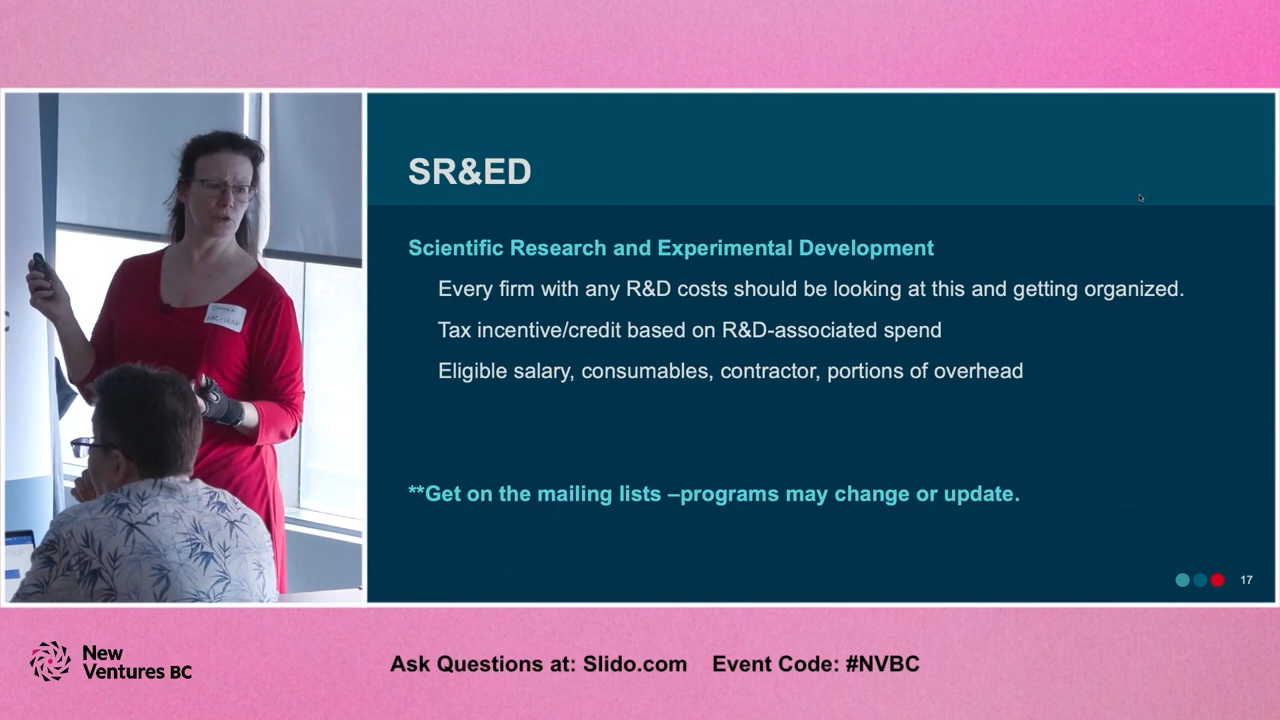 SR&ED
Scientific Research and Experimental Development
Every firm with any R&D costs should be looking at this and getting organized.
Tax incentive/credit based on R&D-associated spend
Eligible salary, consumables, contractor, portions of overhead
**Get on the mailing lists –programs may change or update.
17
New
Ventures BC
Ask Questions at: Slido.com Event Code: #NVBC